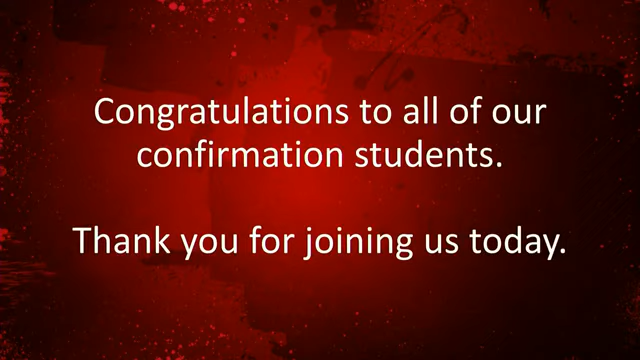 Congratulations to all of our
confirmation students.
Thank you for joining us today.